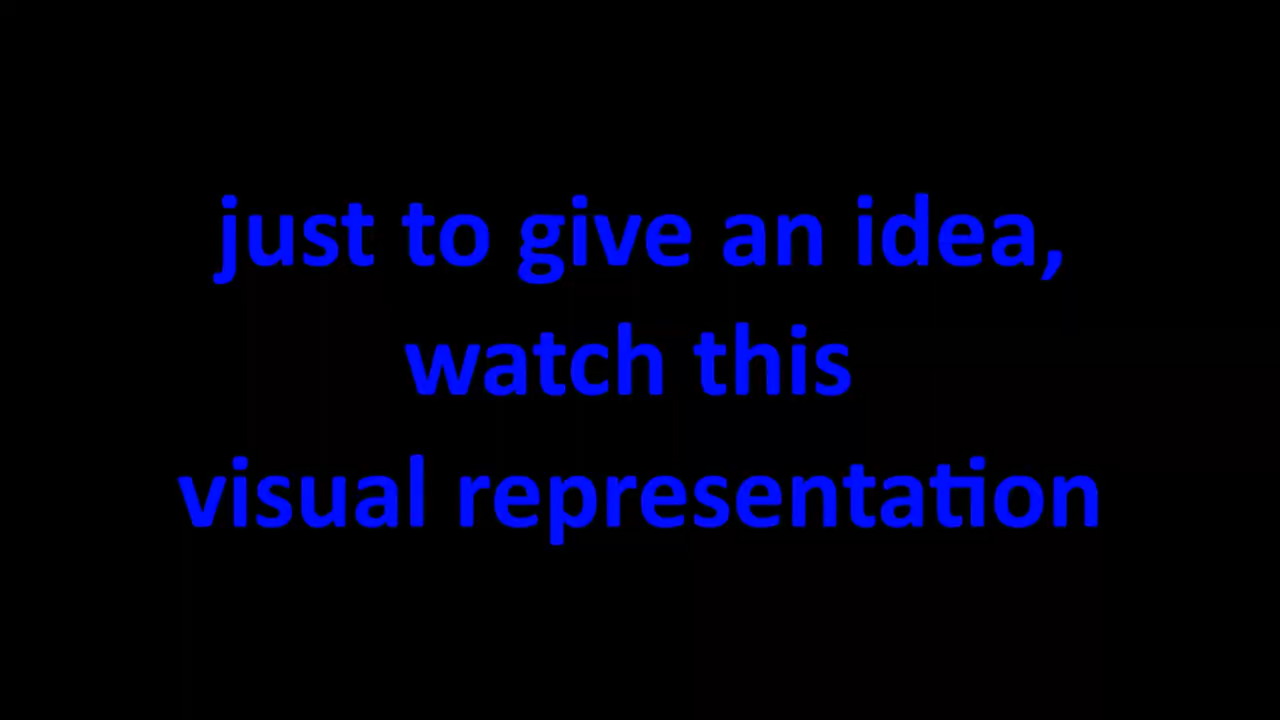 just to give an idea,
watch this
visual representation